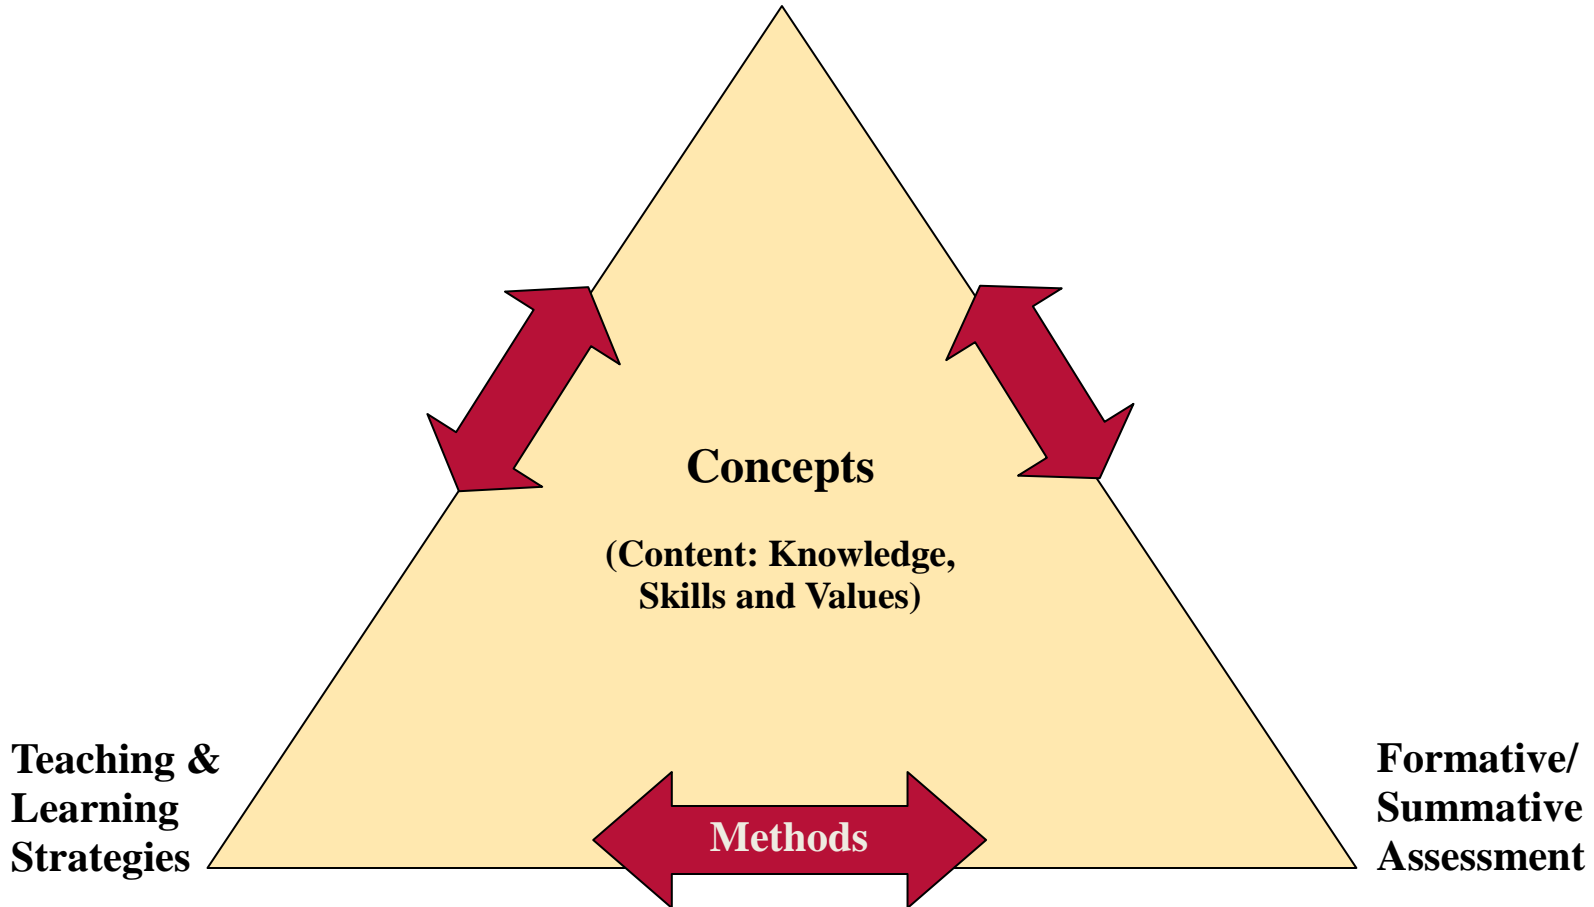 Concepts
(Content: Knowledge,
Skills and Values)
Teaching &
Learning
Strategies
Methods
Formative/
Summative
Assessment